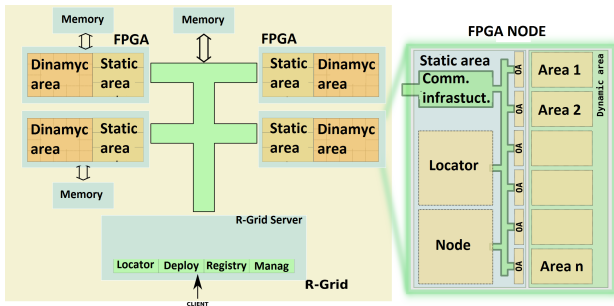 Memory
Memory
FPGA
FPGA
Dinamyc area
Static area
Static area
Dinamyc area
Dinamyc area
Static area
Static area
Dinamyc area
Memory
R-Grid Server
Locator Deploy Registry Manag
R-Grid
CLIENT
FPGA NODE
Static area
Comm. infrastuct.
Locator
Node
OA
OA
OA
OA
OA
OA
Area 1
Area 2
Area n
Dynamic area